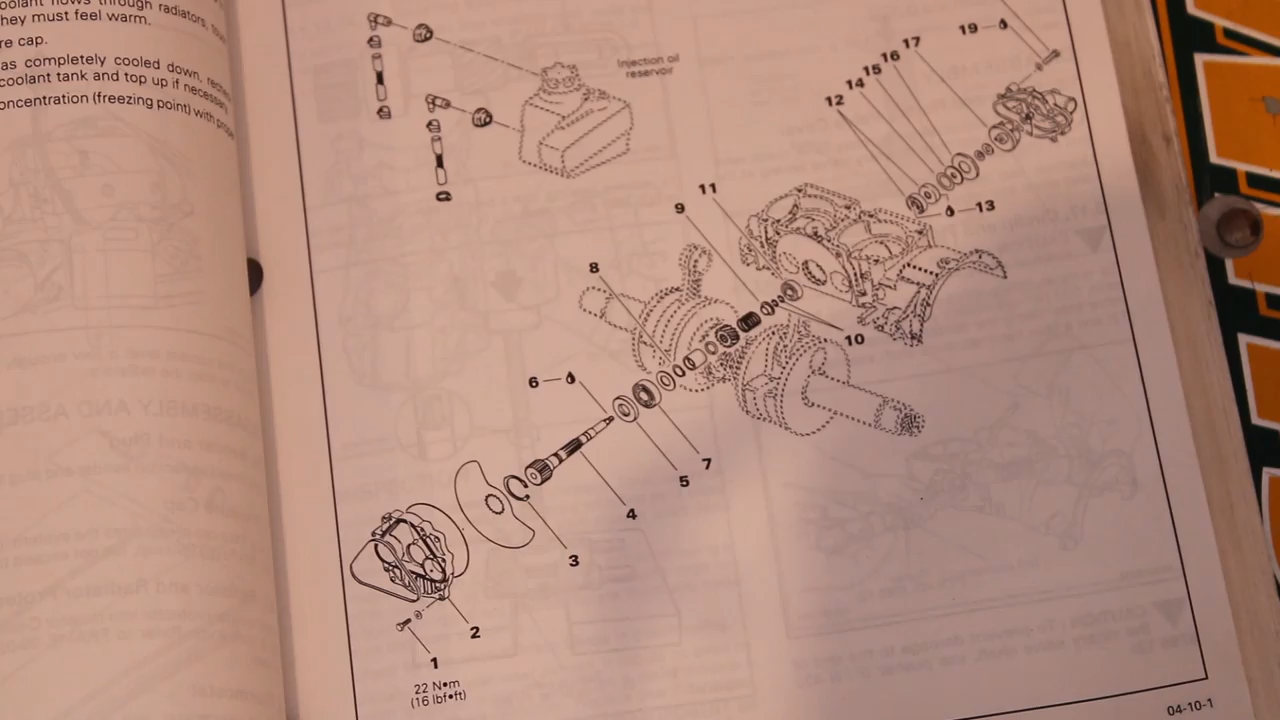 oolant flows through radiators,
hey must feel warm.
re cap.
as completely cooled down,
coolant tank and top up if necessary
oncentration (freezing point) with
Injection oil
reservoir
19
17
16
15
14
12
13
11
9
8
10
6
7
5
4
3
2
1
22 N•m
(16 lbf•ft)
04-10-1